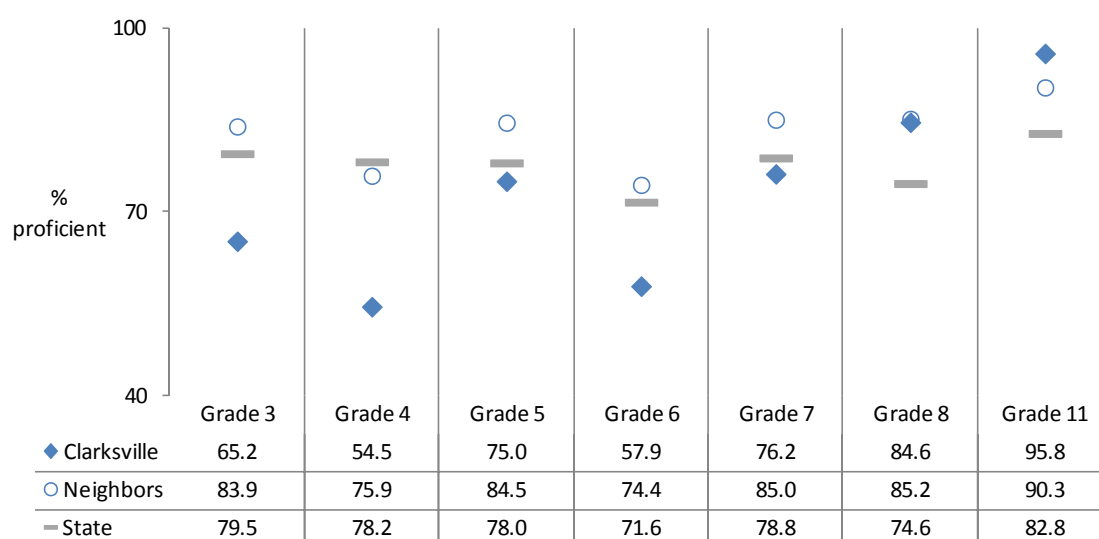 100
%
proficient
70
40
Grade 3 Grade 4 Grade 5 Grade 6 Grade 7 Grade 8 Grade 11
Clarksville 65.2 54.5 75.0 57.9 76.2 84.6 95.8
Neighbors 83.9 75.9 84.5 74.4 85.0 85.2 90.3
State 79.5 78.2 78.0 71.6 78.8 74.6 82.8